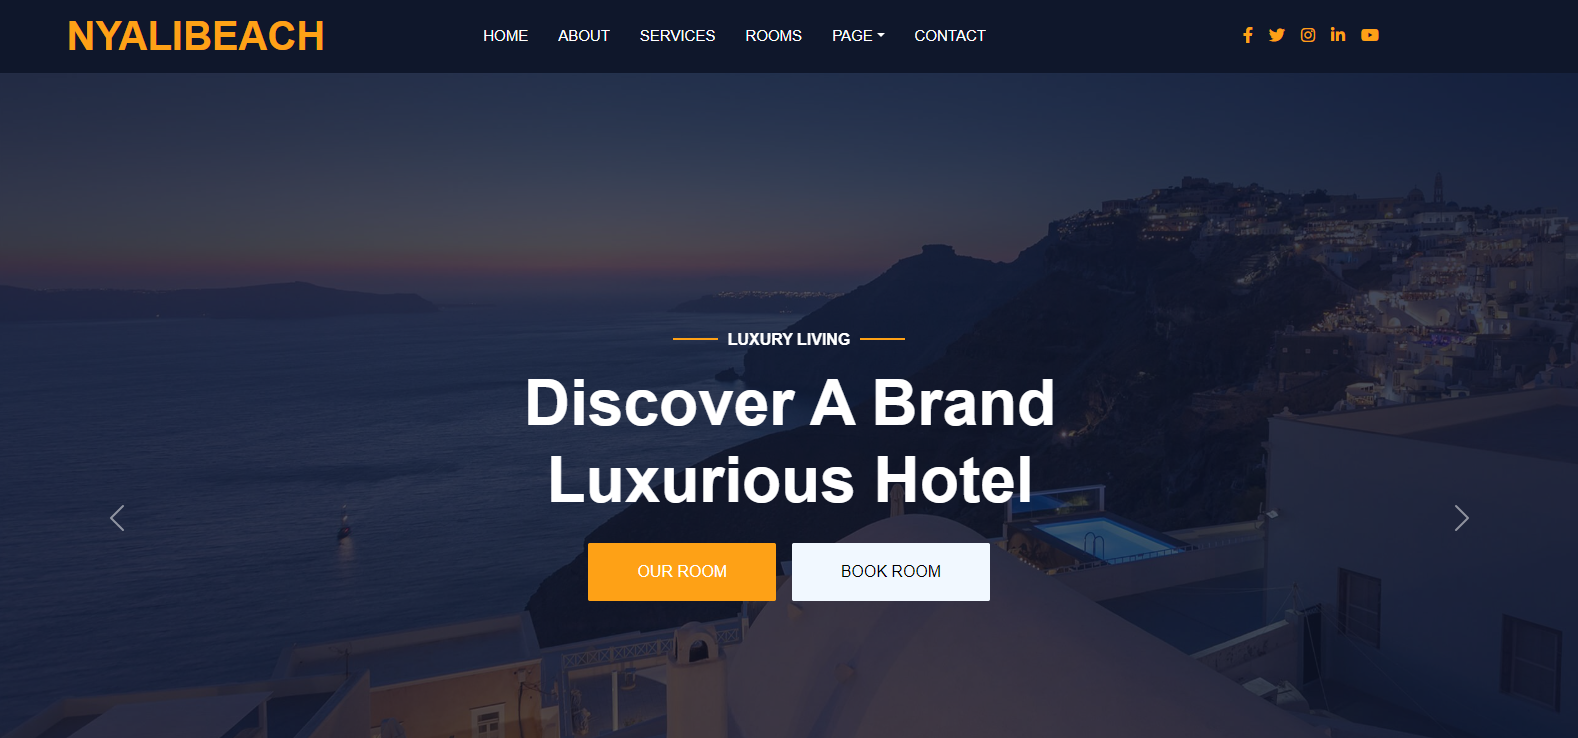 NYALIBEACH
HOME ABOUT SERVICES ROOMS PAGE CONTACT
LUXURY LIVING
Discover A Brand
Luxurious Hotel
OUR ROOM BOOK ROOM